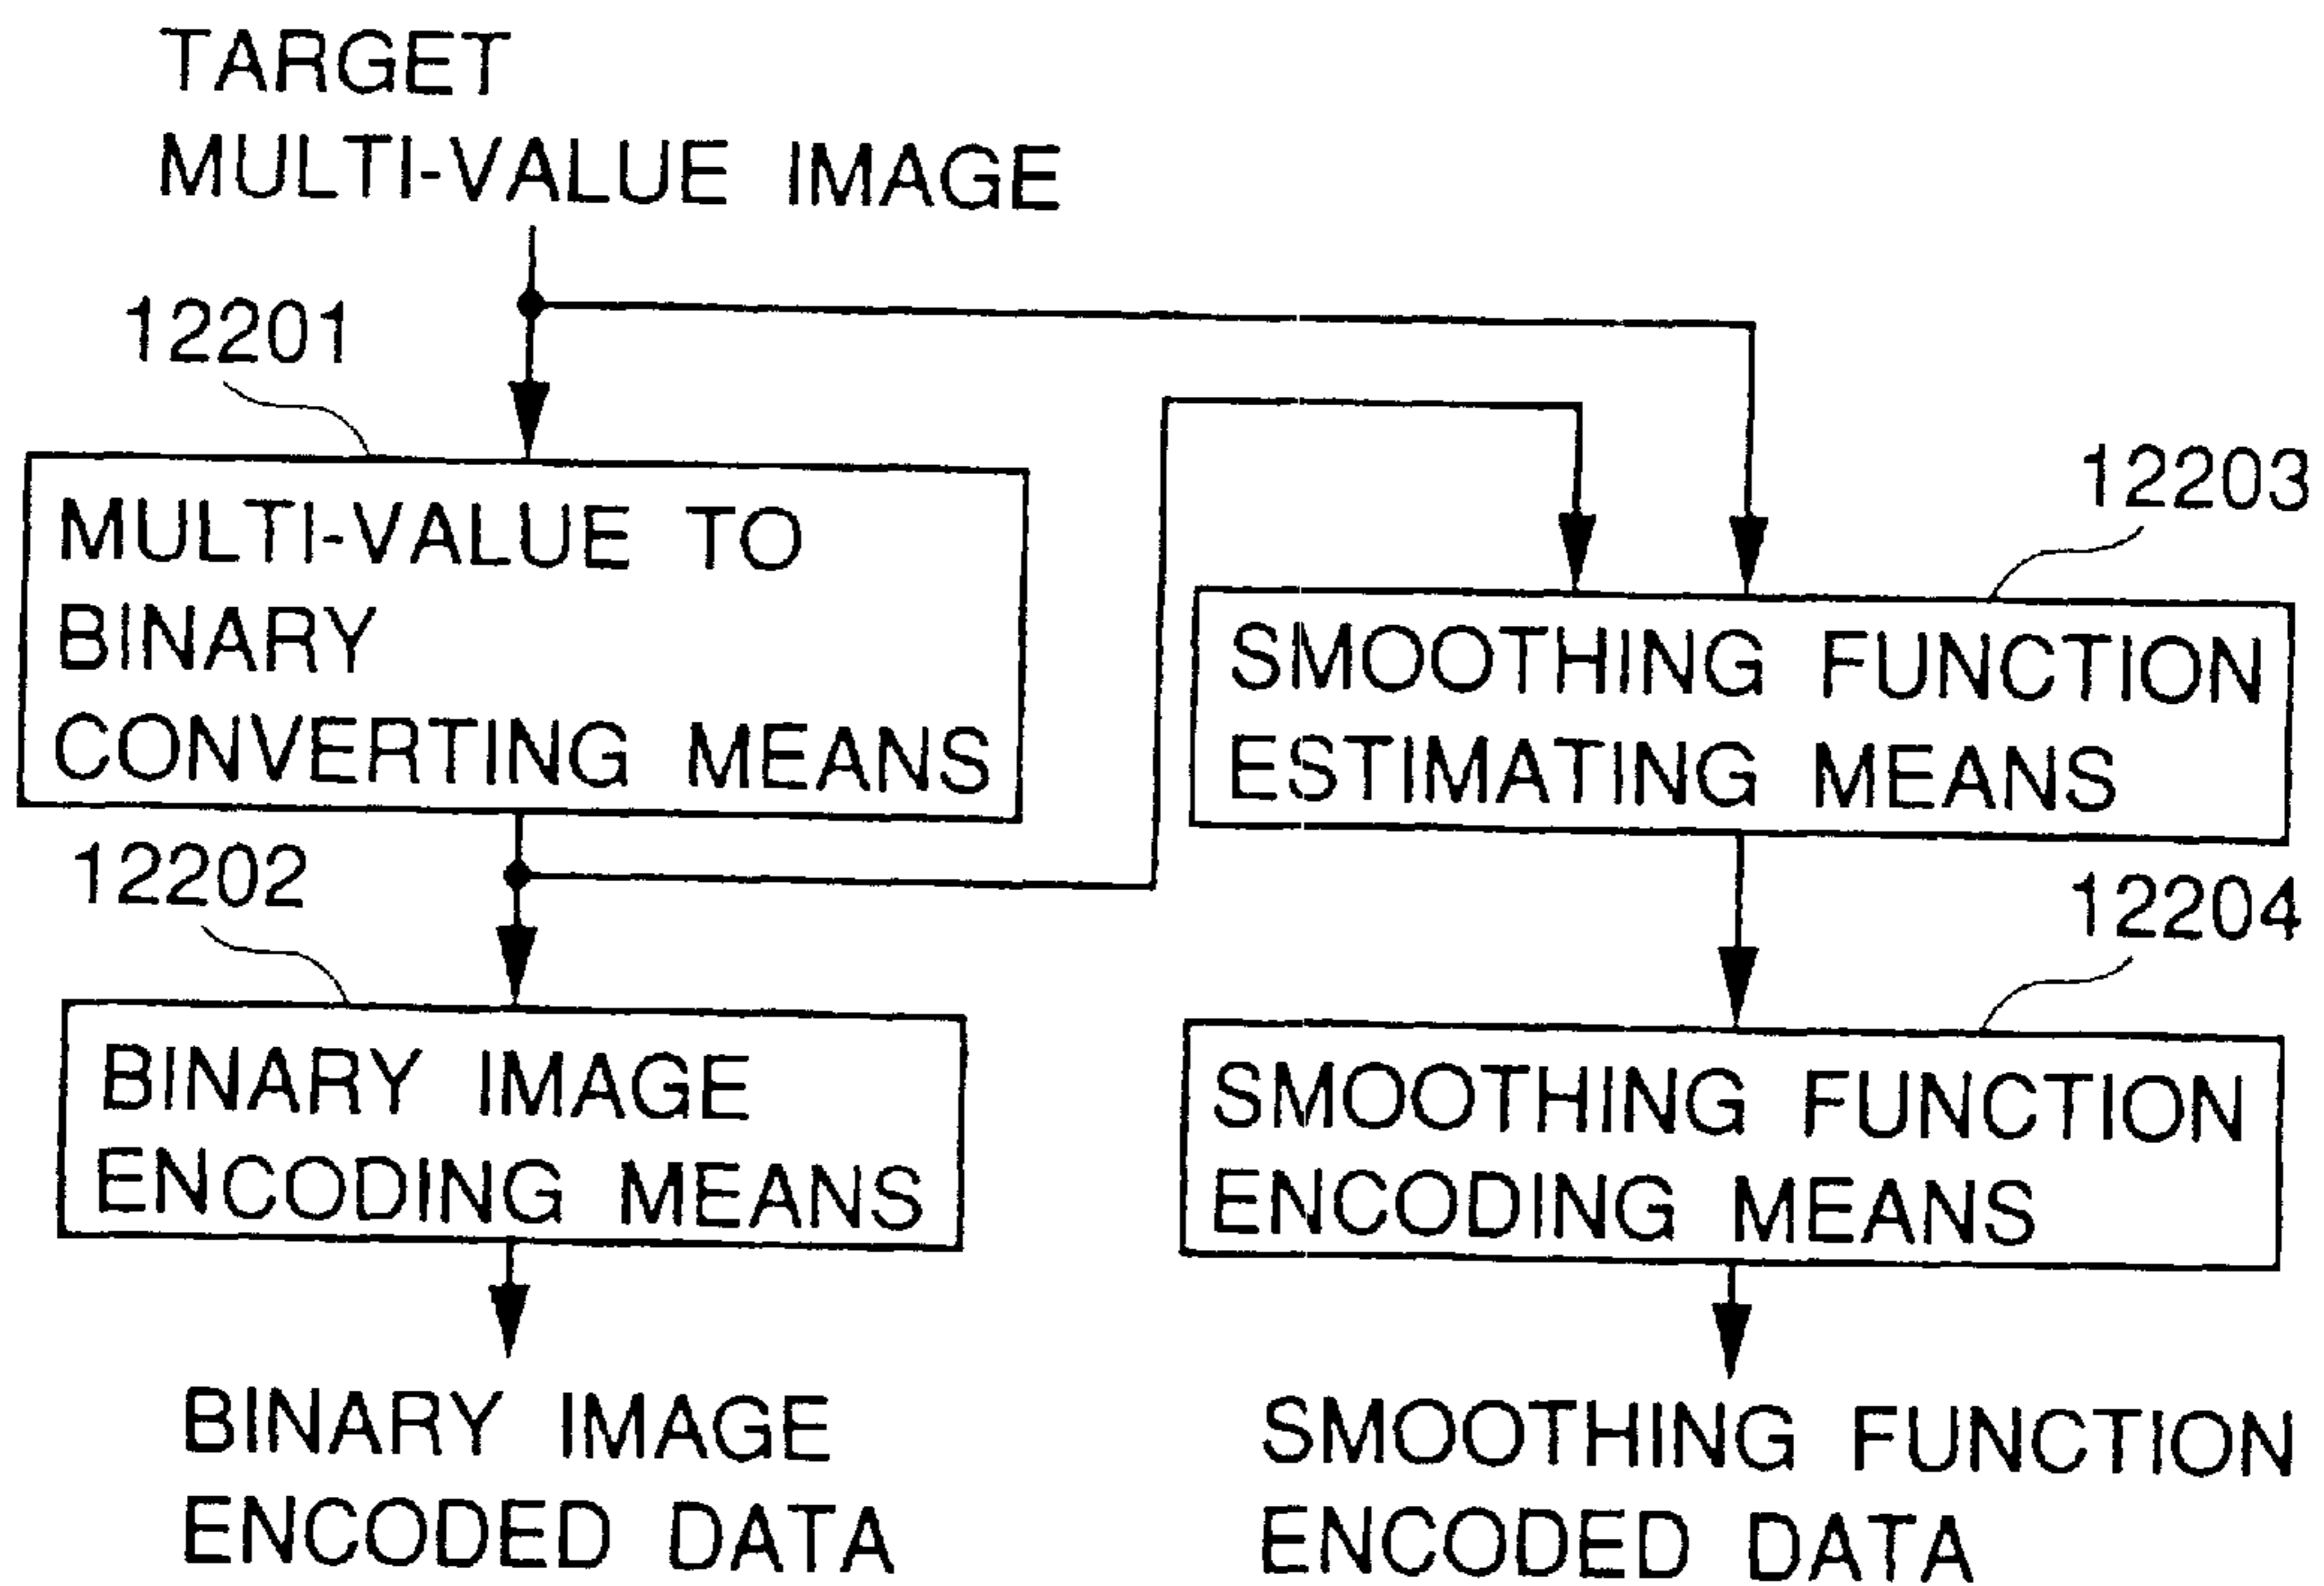 TARGET
MULTI-VALUE IMAGE
12201
MULTI-VALUE TO
BINARY
CONVERTING MEANS
12202
BINARY IMAGE
ENCODING MEANS
BINARY IMAGE
ENCODED DATA
12203
SMOOTHING FUNCTION
ESTIMATING MEANS
12204
SMOOTHING FUNCTION
ENCODING MEANS
SMOOTHING FUNCTION
ENCODED DATA